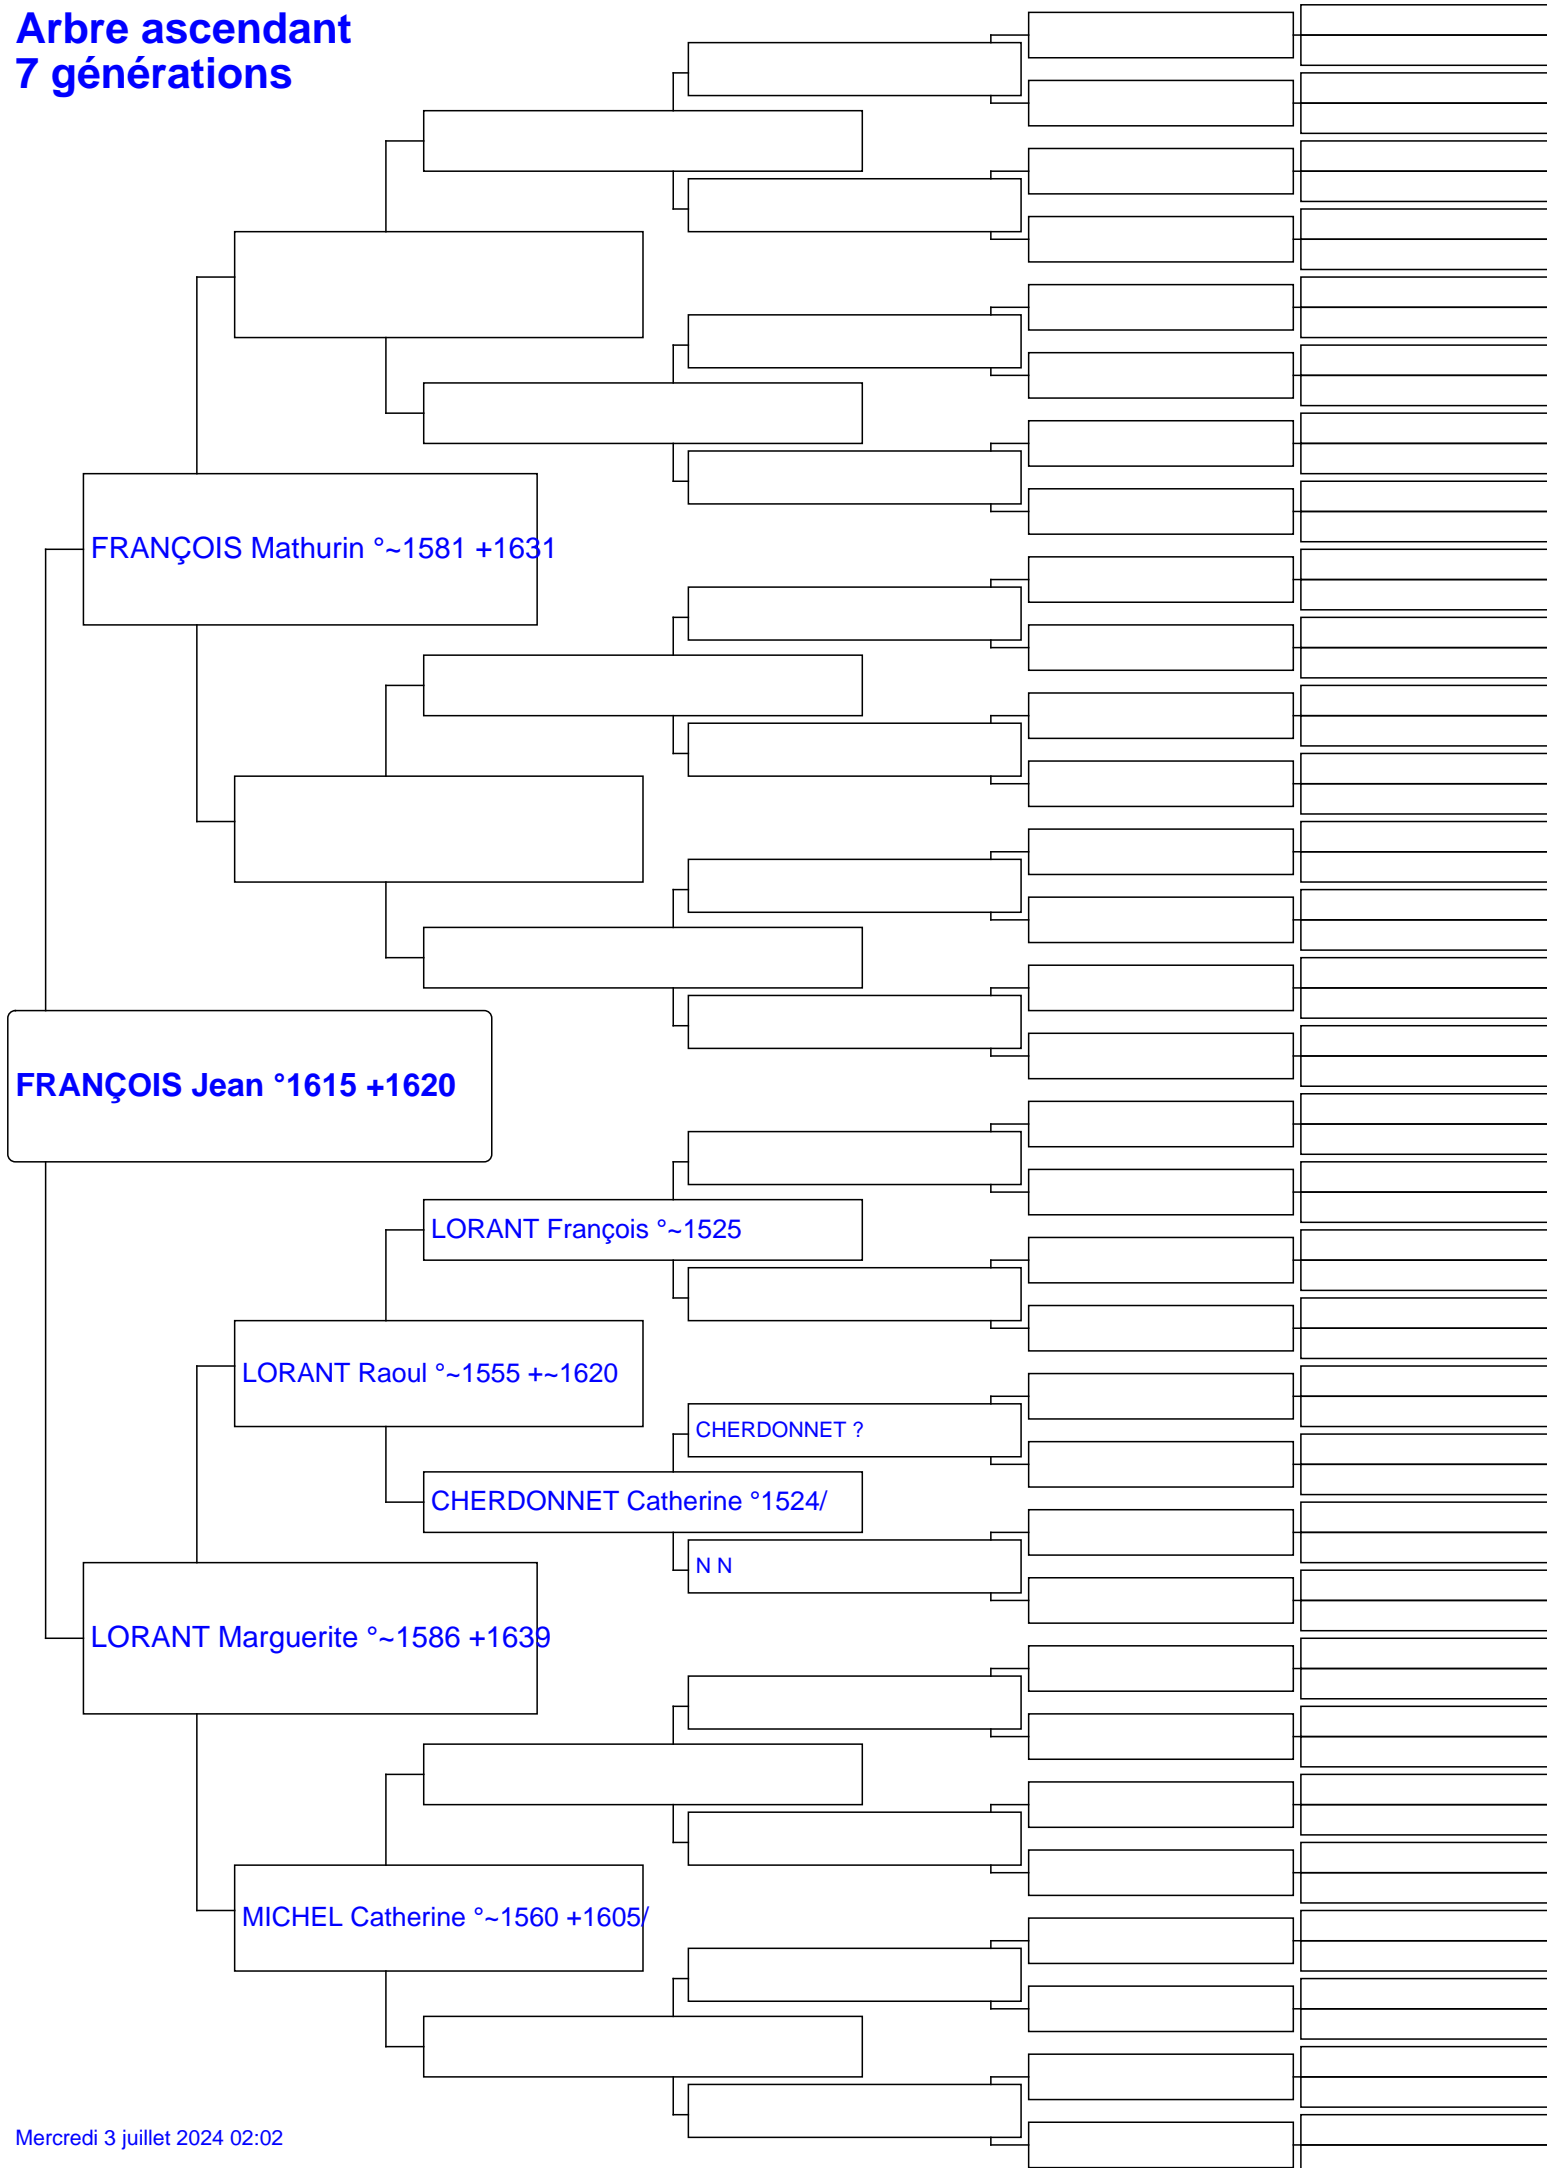 Arbre ascendant
7 générations
FRANÇOIS Mathurin °~1581 +1631
FRANÇOIS Jean °1615 +1620
LORANT François °~1525
LORANT Raoul °~1555 +~1620
CHERDONNET ?
CHERDONNET Catherine °1524/
N N
LORANT Marguerite °~1586 +1639
MICHEL Catherine °~1560 +1605/
Mercredi 3 juillet 2024 02:02